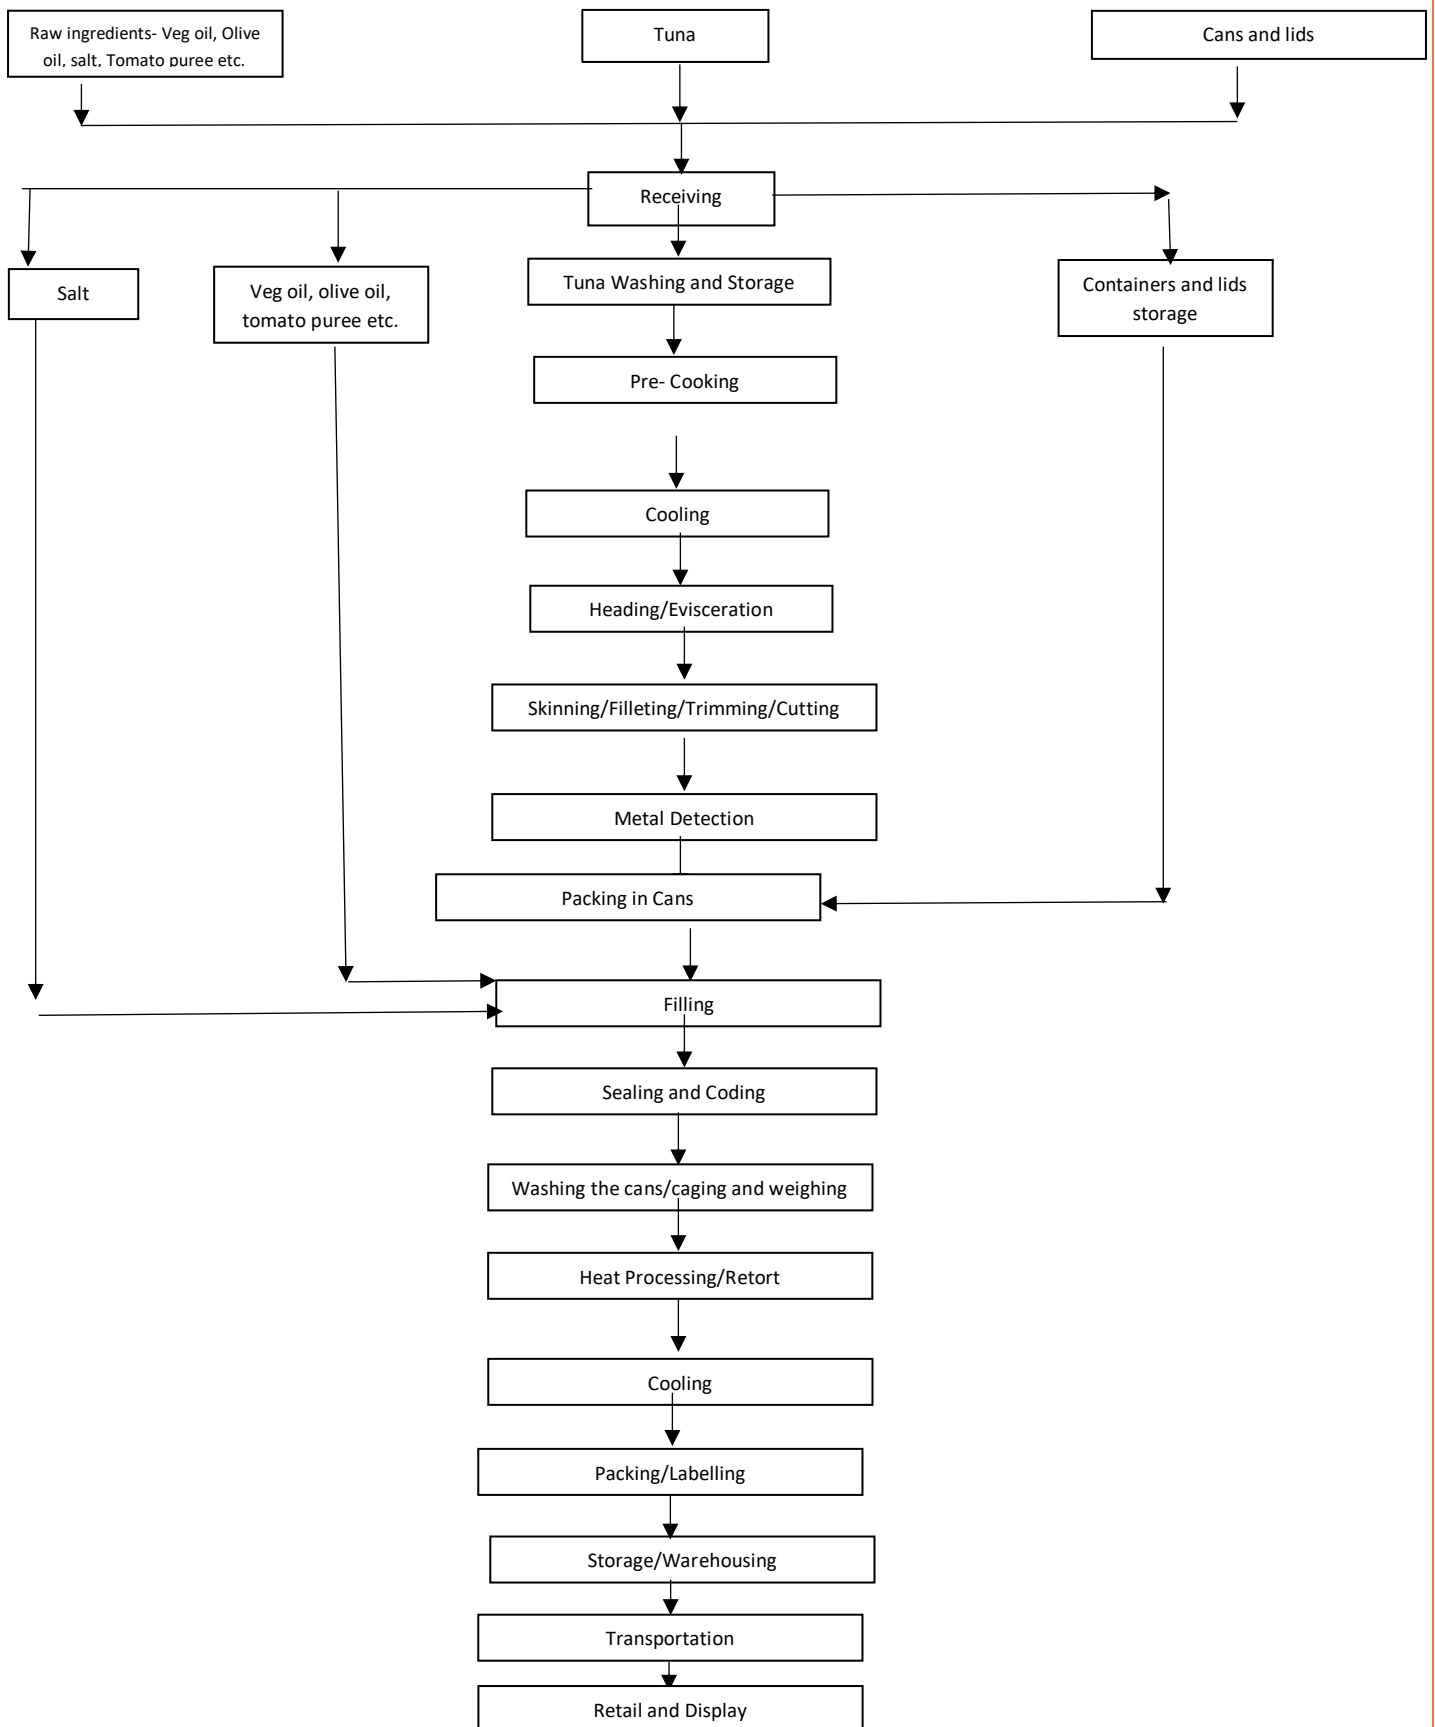 Raw ingredients- Veg oil, Olive
oil, salt, Tomato puree etc.
Tuna
Cans and lids
Receiving
Salt
Veg oil, olive oil,
tomato puree etc.
Tuna Washing and Storage
Containers and lids
storage
Pre- Cooking
Cooling
Heading/Evisceration
Skinning/Filleting/Trimming/Cutting
Metal Detection
Packing in Cans
Filling
Sealing and Coding
Washing the cans/caging and weighing
Heat Processing/Retort
Cooling
Packing/Labelling
Storage/Warehousing
Transportation
Retail and Display